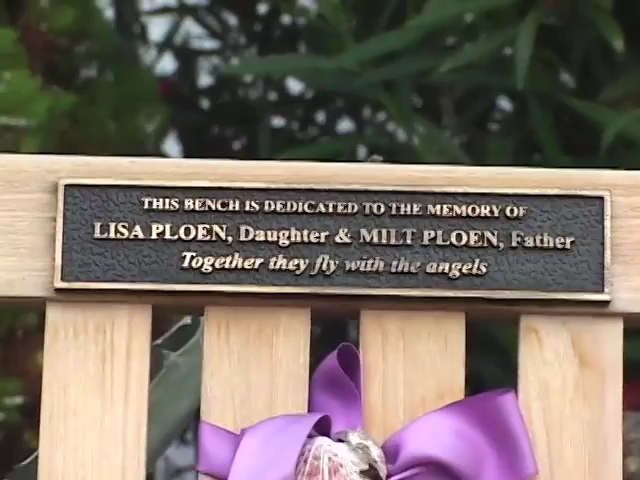 THIS BENCH IS DEDICATED TO THE MEMORY OF
LISA PLOEN, Daughter & MILT PLOEN, Father
Together they fly with the angels